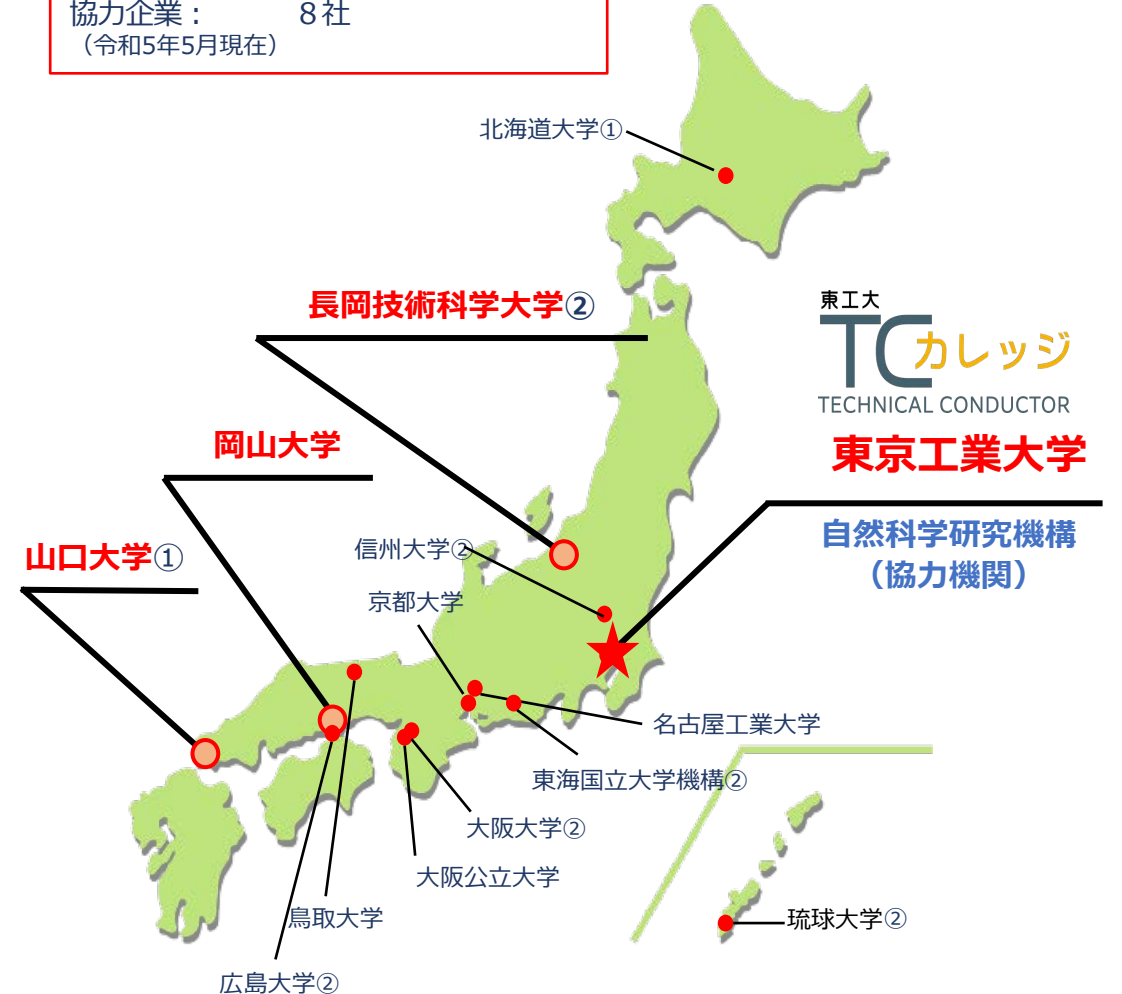 協力企業： ８社
（令和5年5月現在）
北海道大学①
長岡技術科学大学②
東工大
TCカレッジ
TECHNICAL CONDUCTOR
東京工業大学
岡山大学
自然科学研究機構
（協力機関）
信州大学②
山口大学①
京都大学
名古屋工業大学
東海国立大学機構②
大阪大学②
大阪公立大学
鳥取大学
琉球大学②
広島大学②